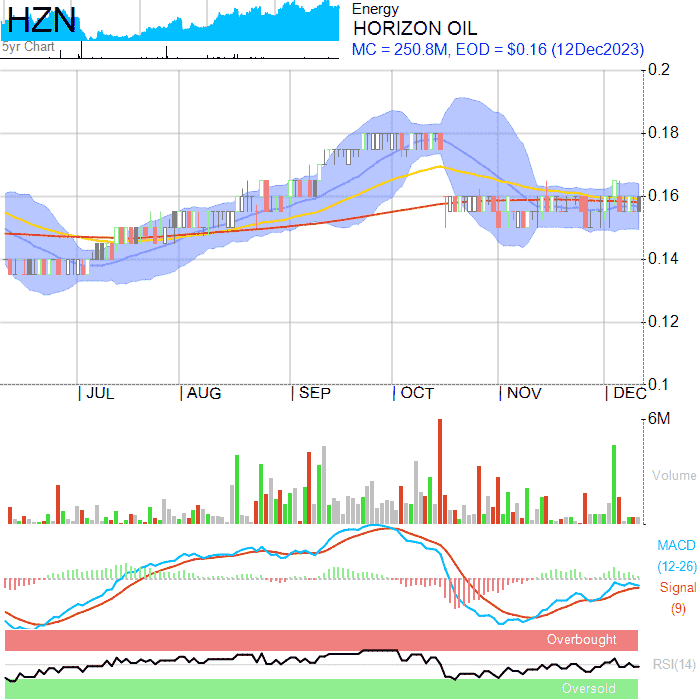 HZN
5yr Chart
Energy
HORIZON OIL
MC = 250.8M, EOD = $0.16 (12Dec2023)
0.2
0.18
0.16
0.14
0.12
0.1
JUL AUG SEP OCT NOV DEC
6M
Volume
MACD
(12-26)
Signal
(9)
Overbought
RSI(14)
Oversold